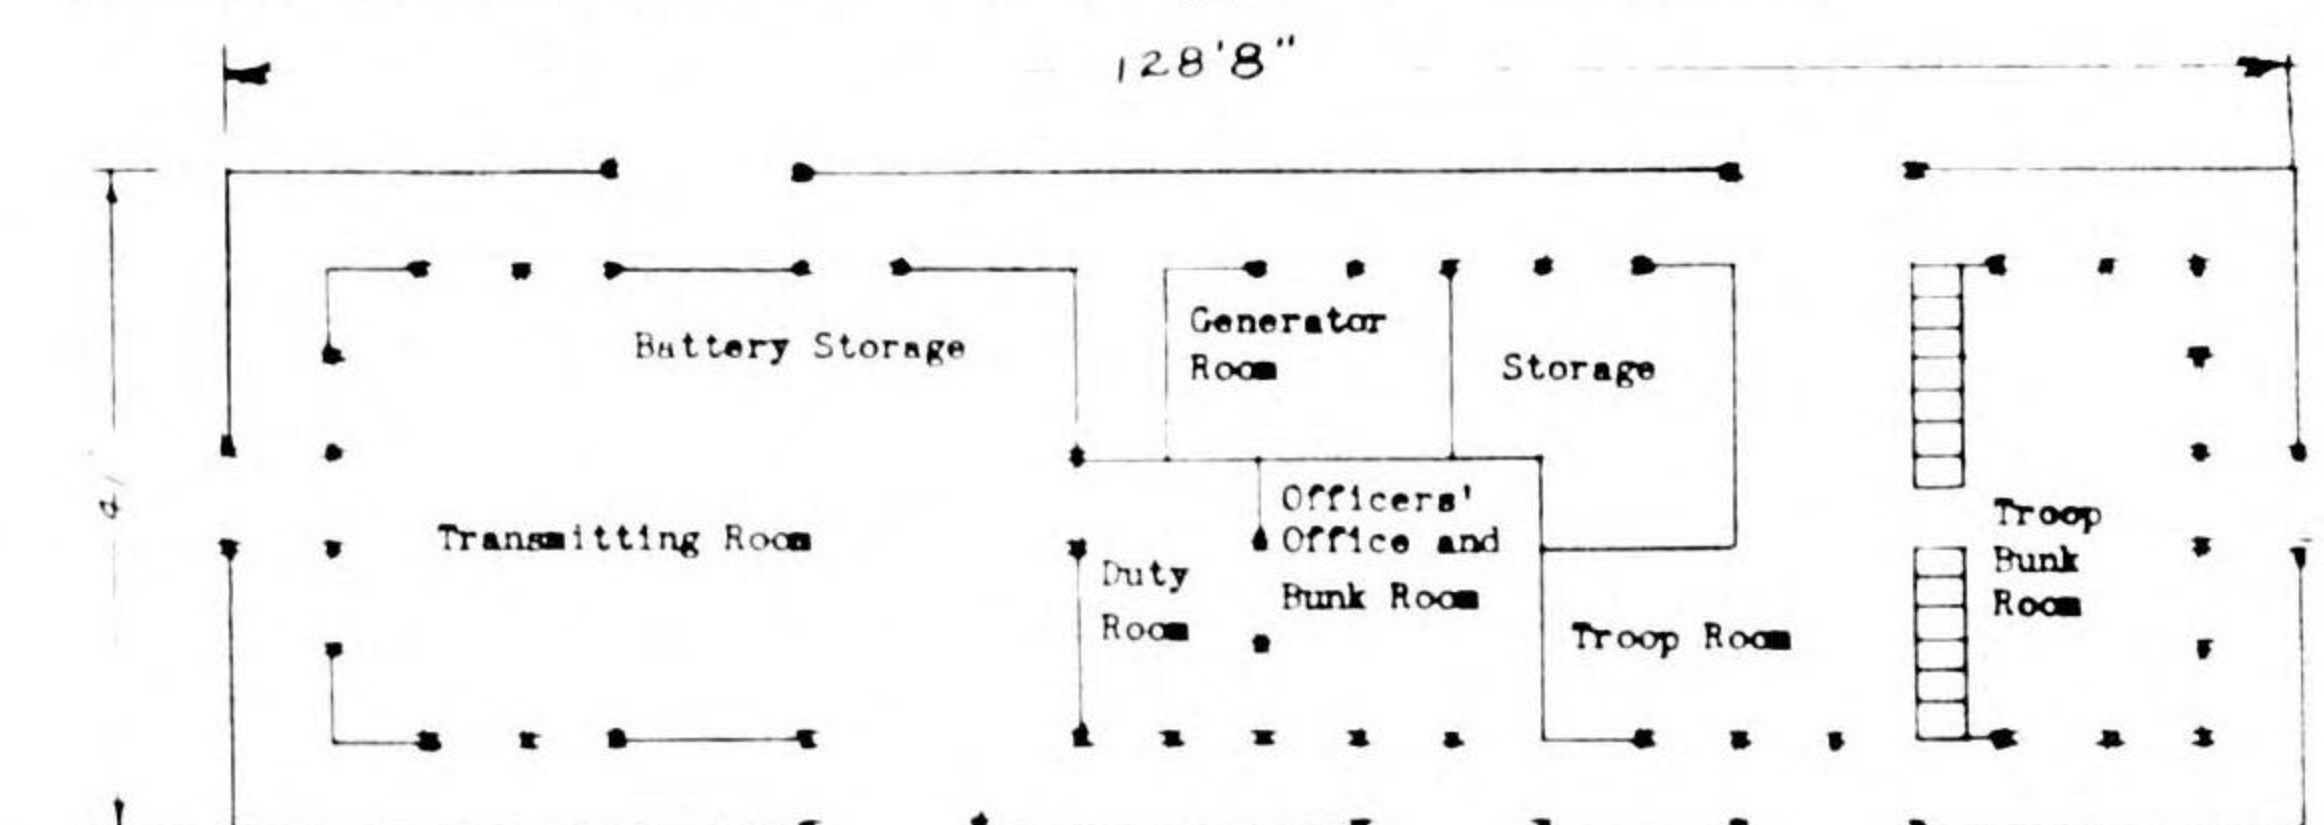 128'8"
Generator
Battery Storage
Room
Storage
Officers'
Transmitting Room
Office and
Troop
Duty
Bunk
Bunk Room
Room
Room
Troop Room